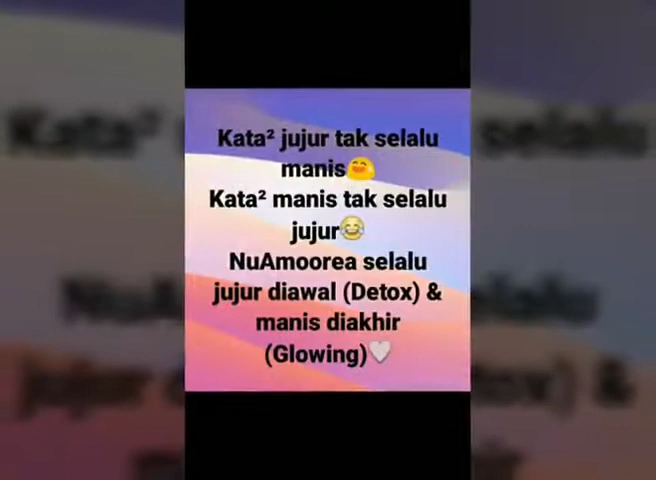 Kata² jujur tak selalu
manis😄
Kata² manis tak selalu
jujur😂
NuAmoorea selalu
jujur diawal (Detox) &
manis diakhir
(Glowing)🤍